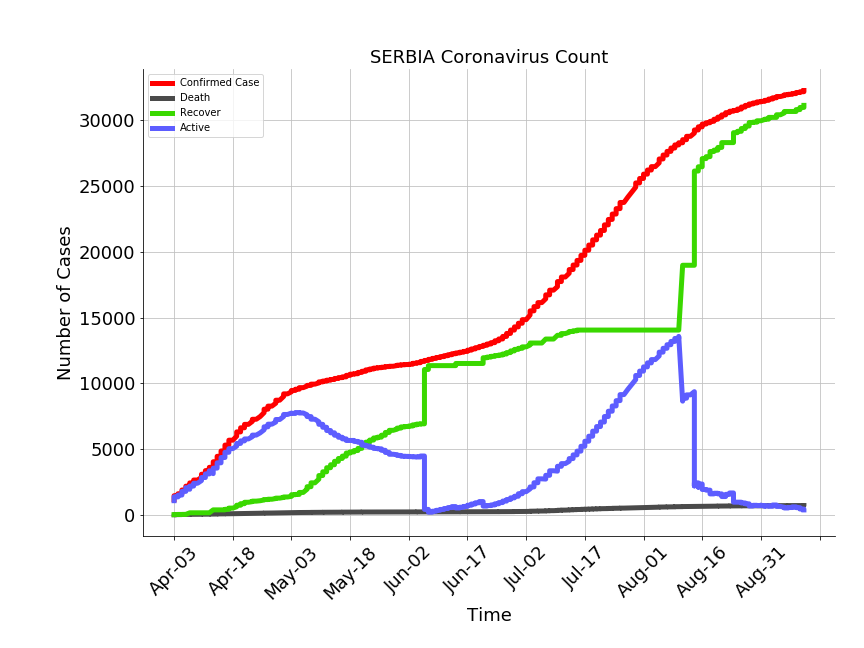 SERBIA Coronavirus Count
Confirmed Case
Death
Recover
Active
Number of Cases
30000
25000
20000
15000
10000
5000
0
Apr-03
Apr-18
May-03
May-18
Jun-02
Jun-17
Jul-02
Jul-17
Aug-01
Aug-16
Aug-31
Time